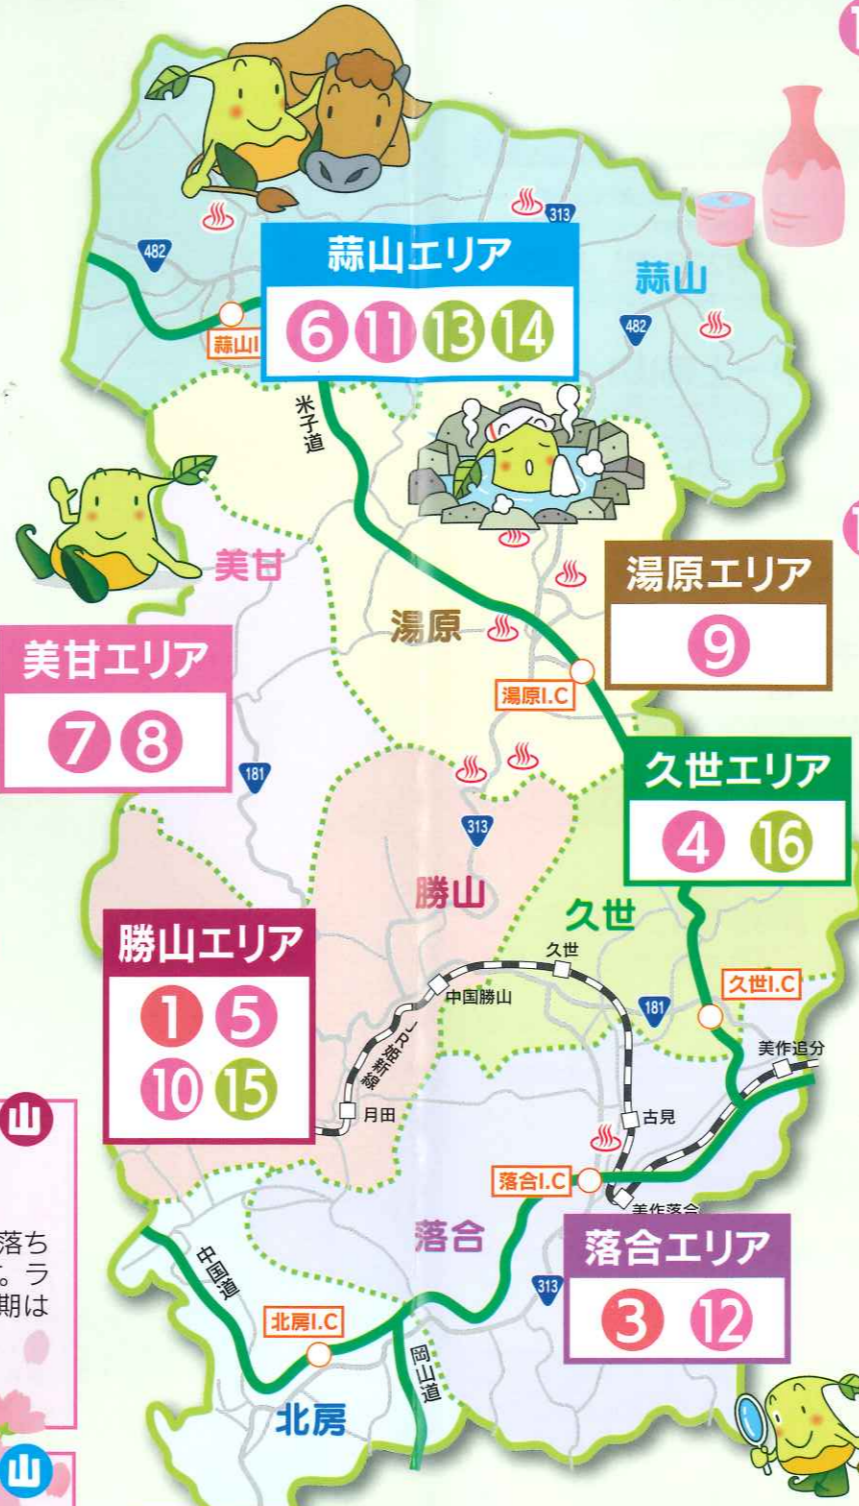 蒜山エリア
6 11 13 14
482
313
蒜山
482
蒜山I
米子道
美甘
湯原
湯原エリア
9
湯原I.C
美甘エリア
7 8
181
313
久世エリア
4 16
勝山
久世
勝山エリア
1 5
10 15
久世
中国勝山
JR姫新線
月田
181
久世I.C
美作追分
古見
落合I.C
美作落合
落合
落合エリア
3 12
313
中国道
北房I.C
岡山道
北房
山
落ち
。ラ
期は
山